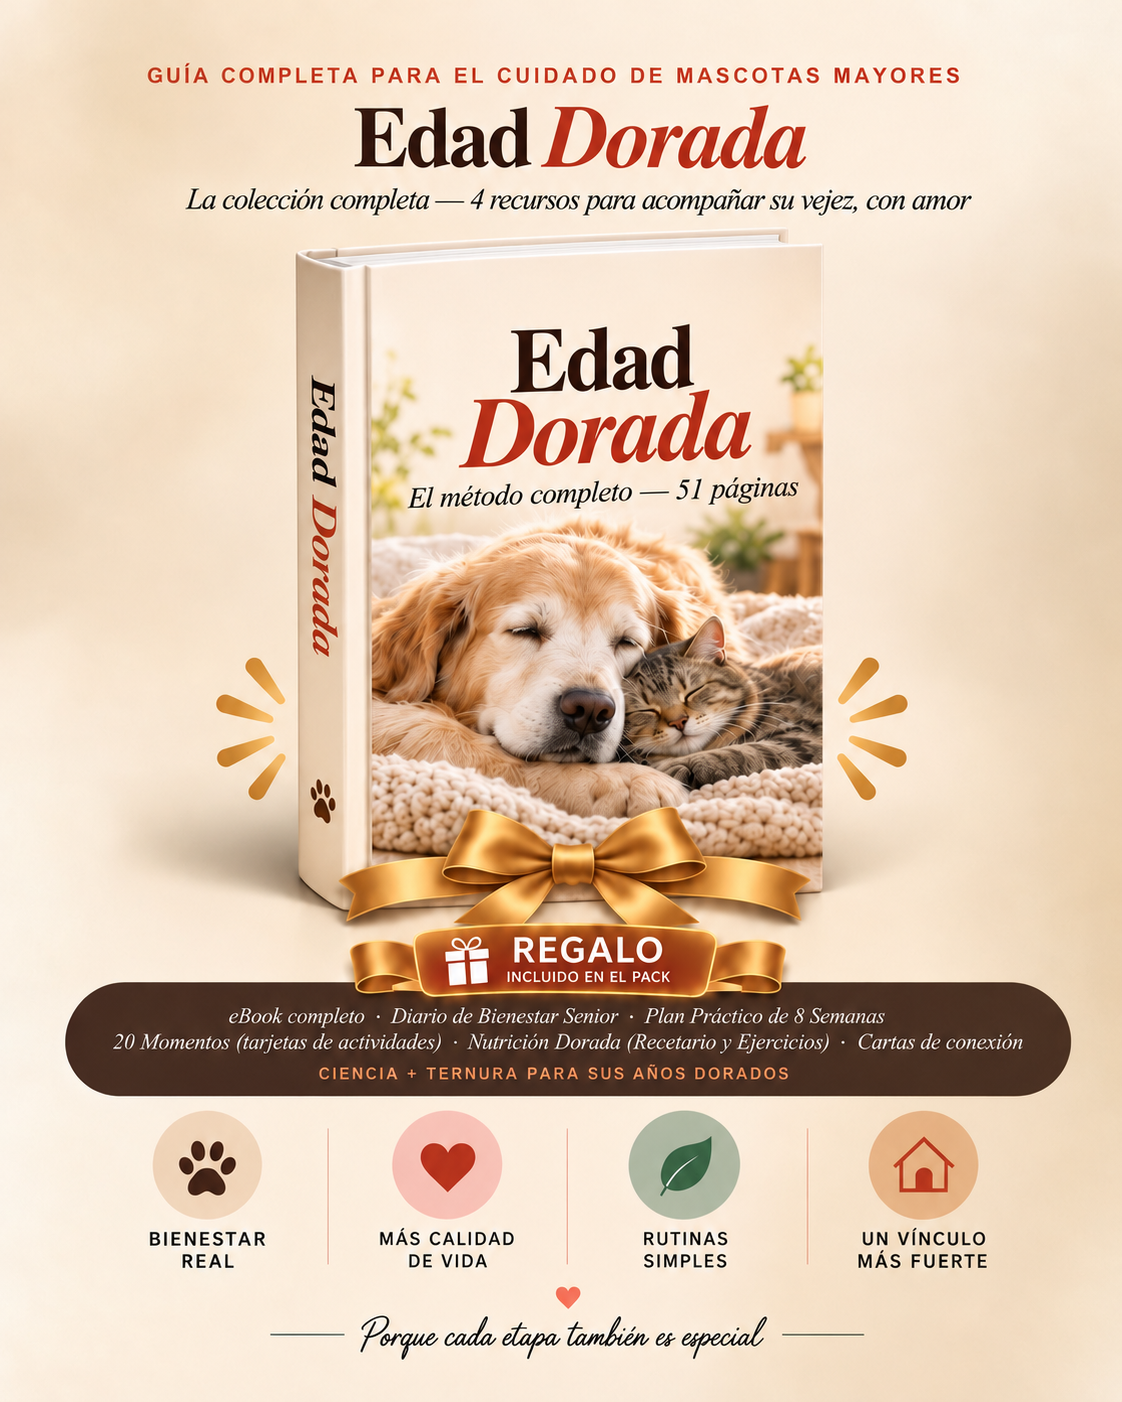 GUÍA COMPLETA PARA EL CUIDADO DE MASCOTAS MAYORES
Edad Dorada
La colección completa — 4 recursos para acompañar su vejez, con amor
Edad Dorada
Edad
Dorada
El método completo — 51 páginas
REGALO
INCLUIDO EN EL PACK
eBook completo · Diario de Bienestar Senior · Plan Práctico de 8 Semanas
20 Momentos (tarjetas de actividades) · Nutrición Dorada (Recetario y Ejercicios) · Cartas de conexión
CIENCIA + TERNURA PARA SUS AÑOS DORADOS
BIENESTAR
REAL
MÁS CALIDAD
DE VIDA
RUTINAS
SIMPLES
UN VÍNCULO
MÁS FUERTE
Porque cada etapa también es especial